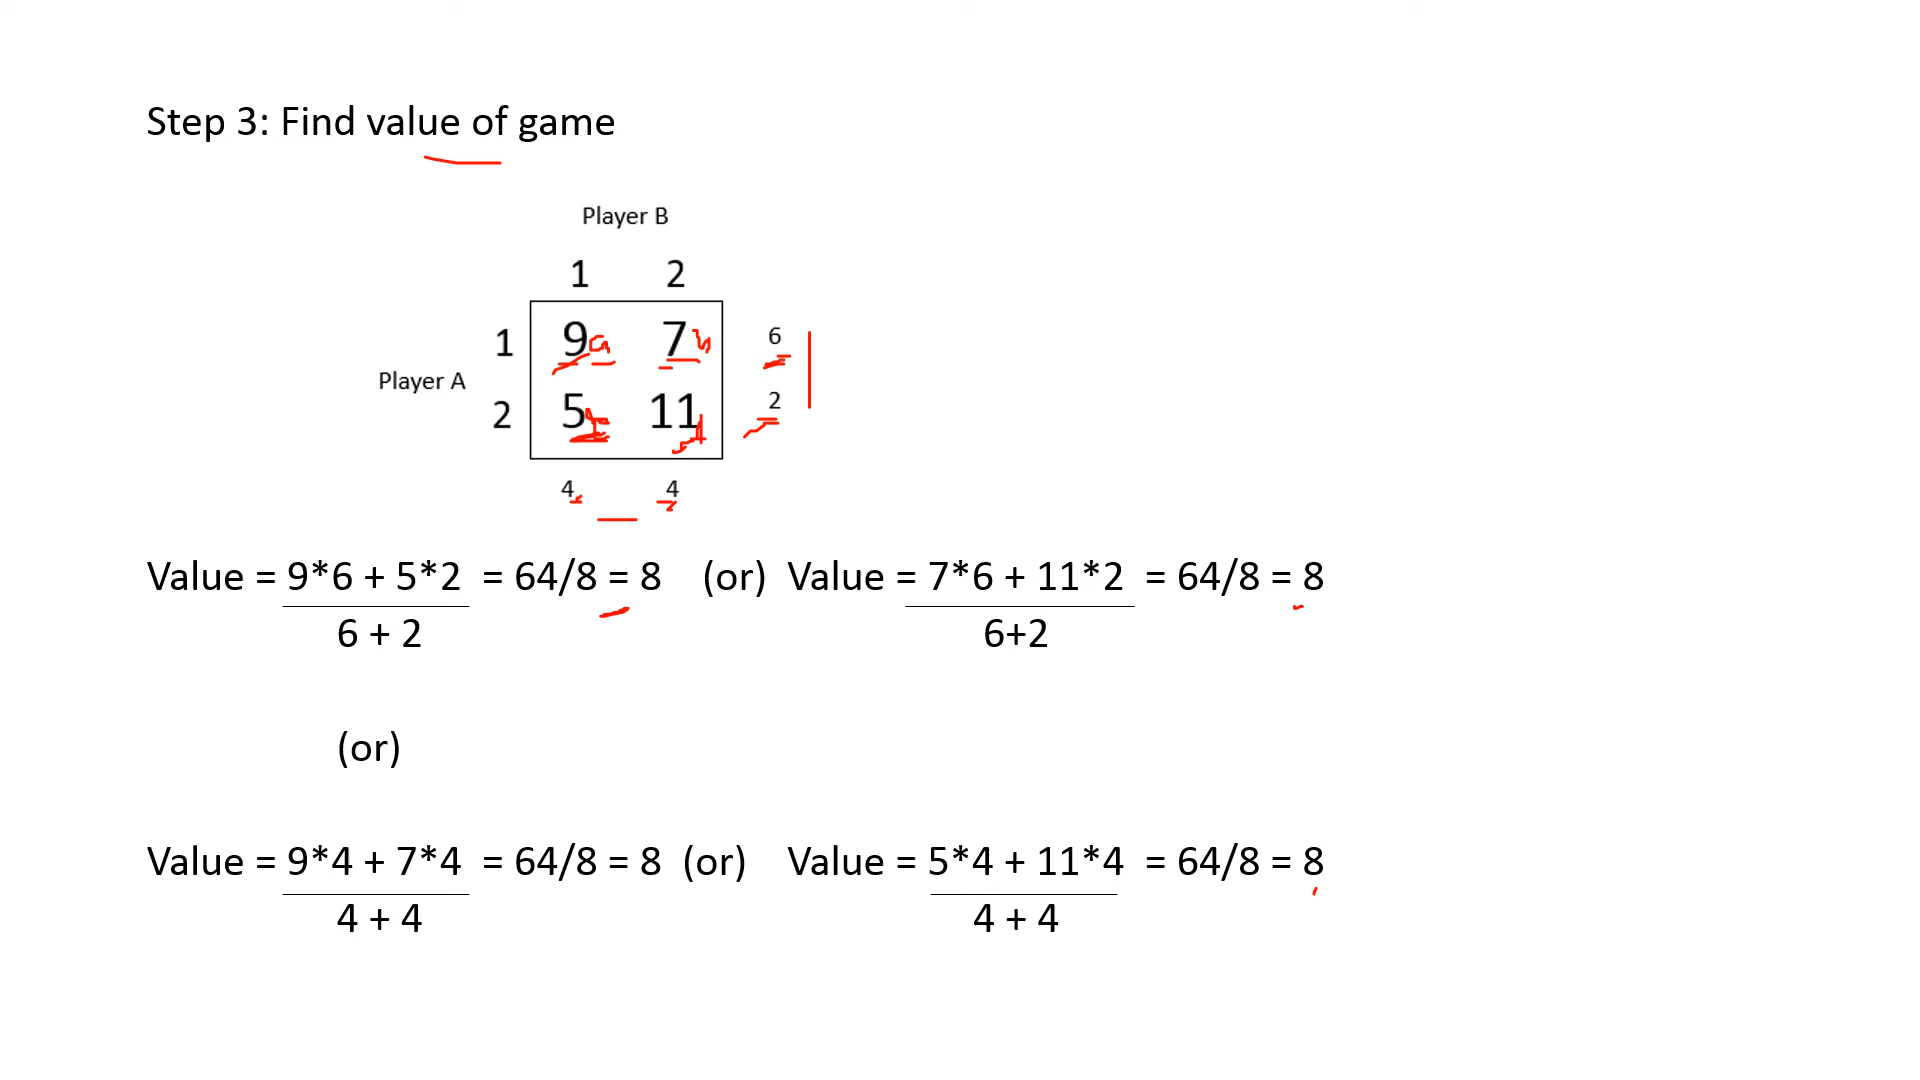 Step 3: Find value of game
Player B
1 2
1 9 a 7 b 6
Player A
2 5 11 d 2
4 4
Value = 9*6 + 5*2 = 64/8 = 8 (or) Value = 7*6 + 11*2 = 64/8 = 8
6 + 2 6+2
(or)
Value = 9*4 + 7*4 = 64/8 = 8 (or) Value = 5*4 + 11*4 = 64/8 = 8
4 + 4 4 + 4